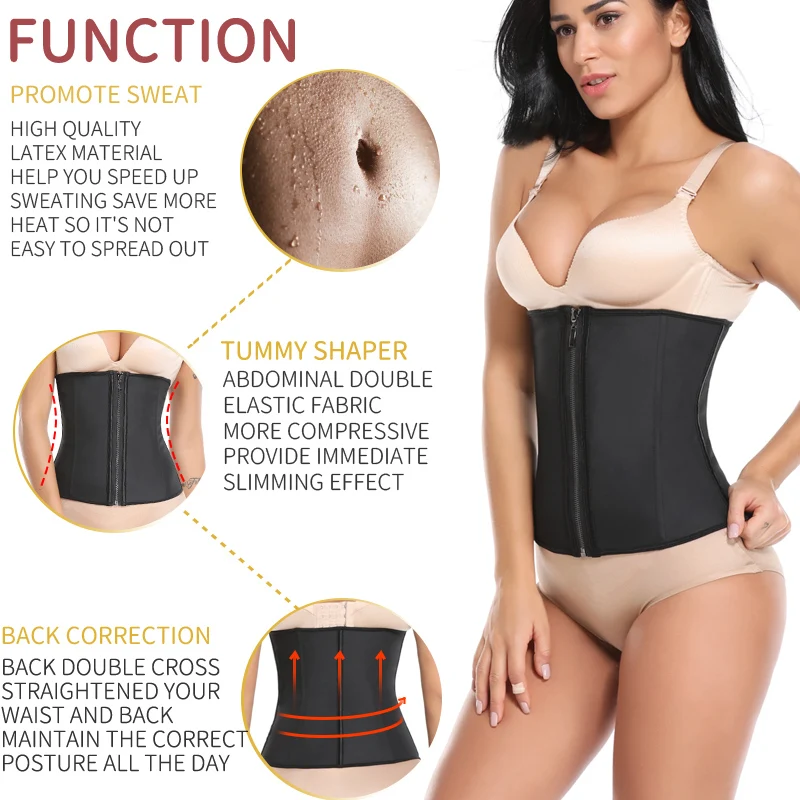 FUNCTION
PROMOTE SWEAT
HIGH QUALITY
LATEX MATERIAL
HELP YOU SPEED UP
SWEATING SAVE MORE
HEAT SO IT'S NOT
EASY TO SPREAD OUT
TUMMY SHAPER
ABDOMINAL DOUBLE
ELASTIC FABRIC
MORE COMPRESSIVE
PROVIDE IMMEDIATE
SLIMMING EFFECT
BACK CORRECTION
BACK DOUBLE CROSS
STRAIGHTENED YOUR
WAIST AND BACK
MAINTAIN THE CORRECT
POSTURE ALL THE DAY